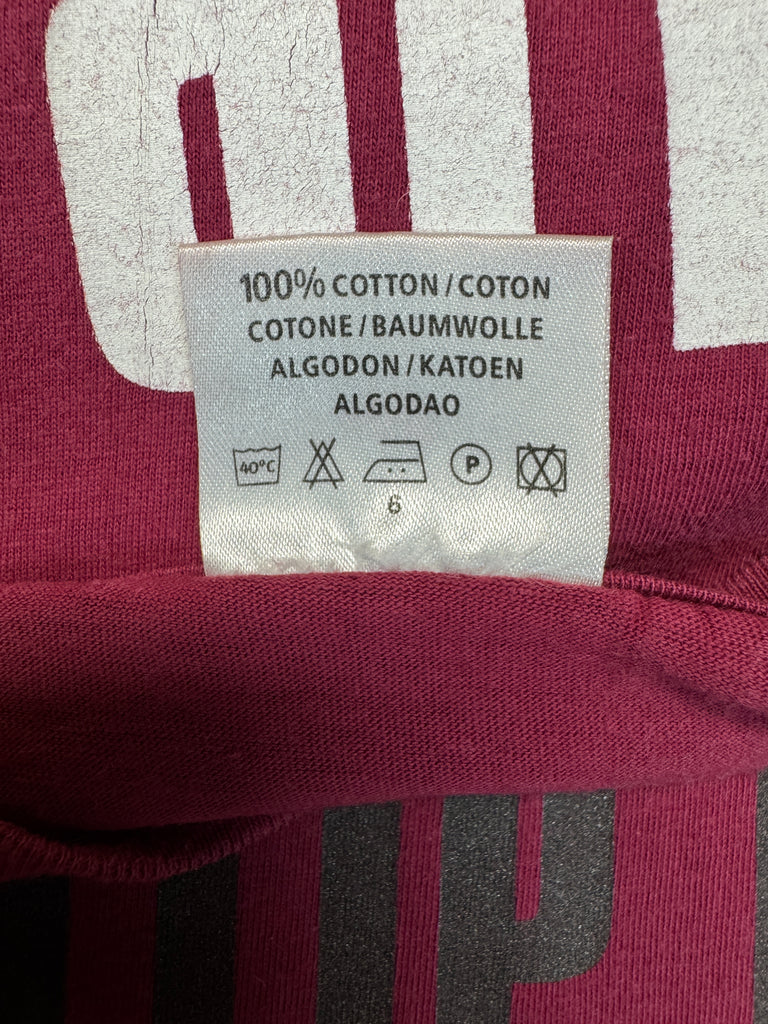 100% COTTON / COTON
COTONE / BAUMWOLLE
ALGODON / KATOEN
ALGODAO
40°C
P
6